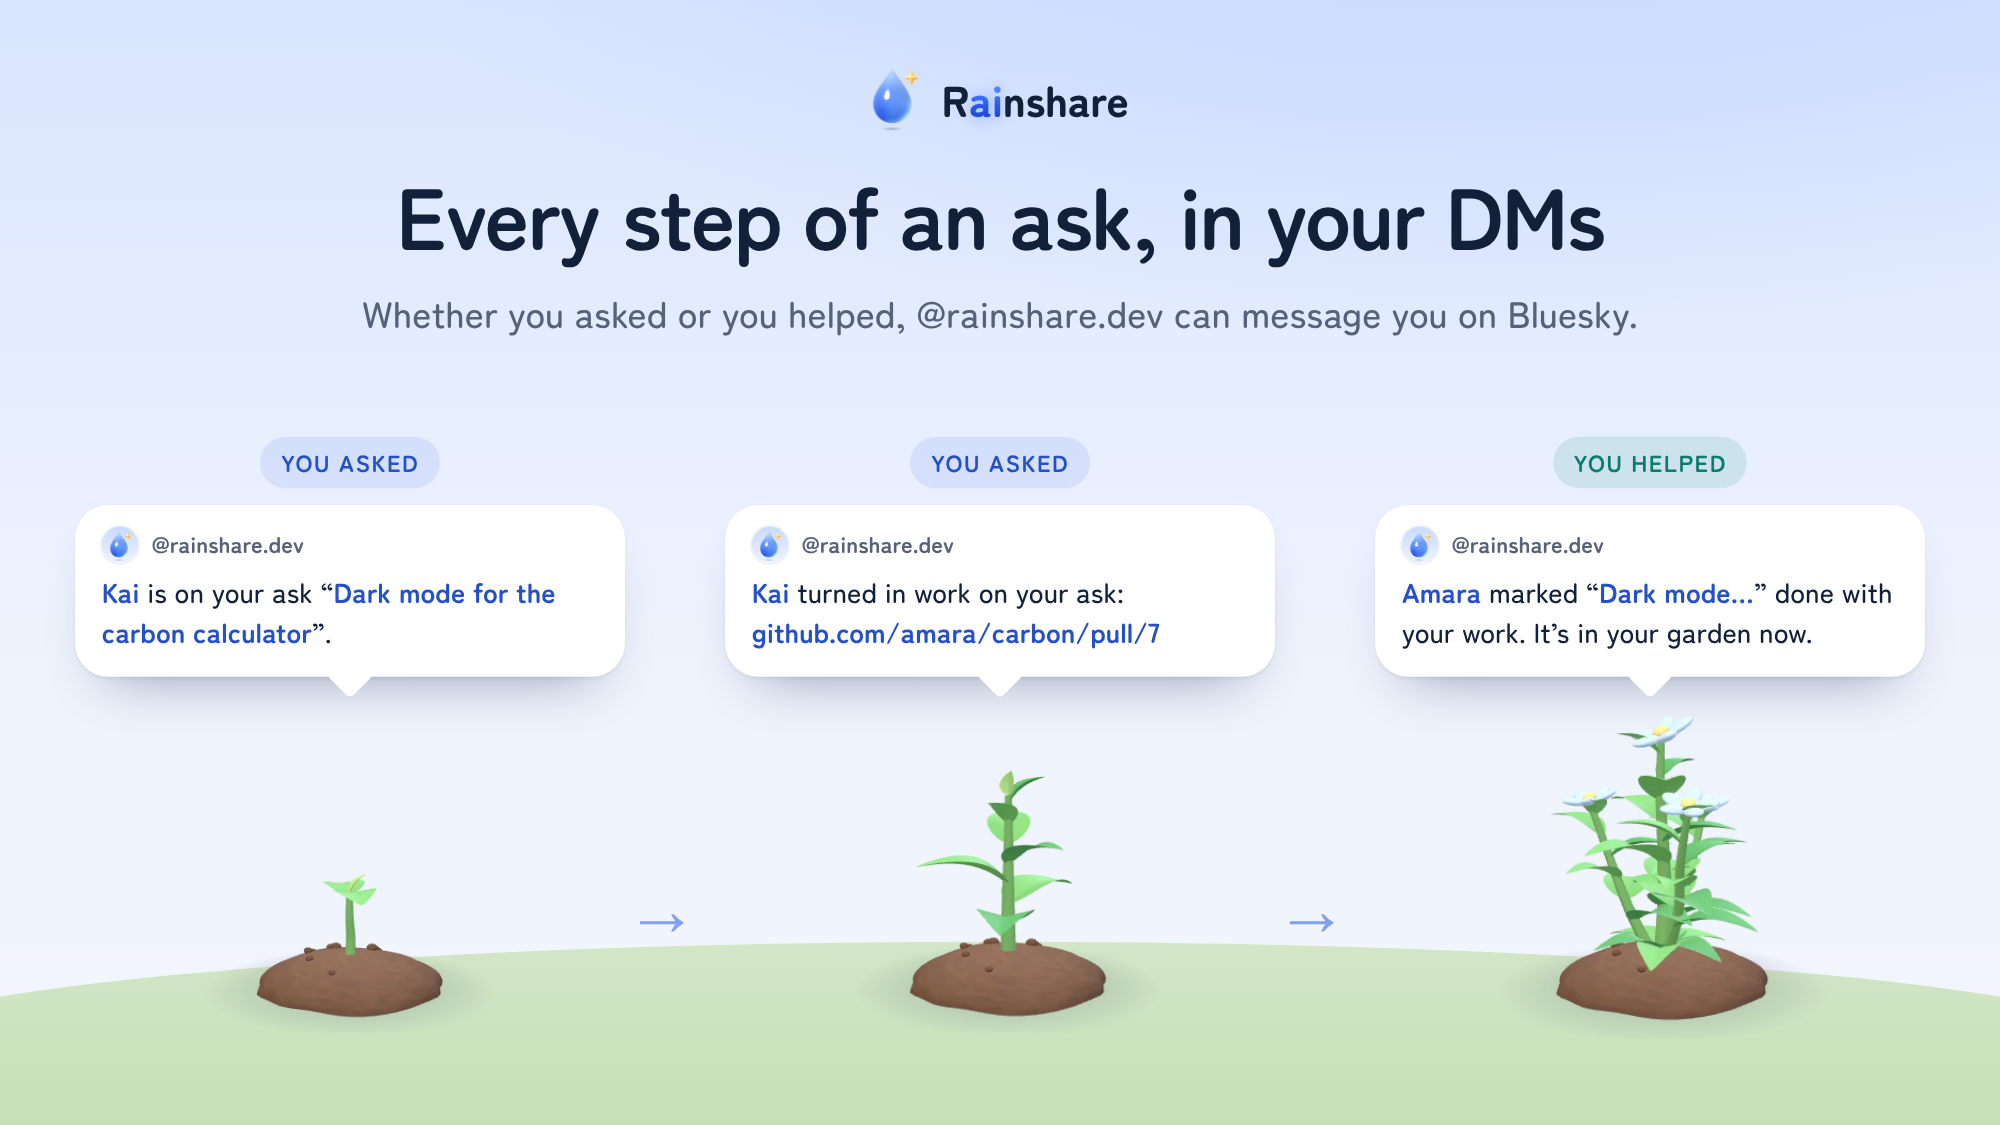 Rainshare
Every step of an ask, in your DMs
Whether you asked or you helped, @rainshare.dev can message you on Bluesky.
YOU ASKED
@rainshare.dev
Kai is on your ask “Dark mode for the
carbon calculator”.
→
YOU ASKED
@rainshare.dev
Kai turned in work on your ask:
github.com/amara/carbon/pull/7
→
YOU HELPED
@rainshare.dev
Amara marked “Dark mode…” done with
your work. It’s in your garden now.